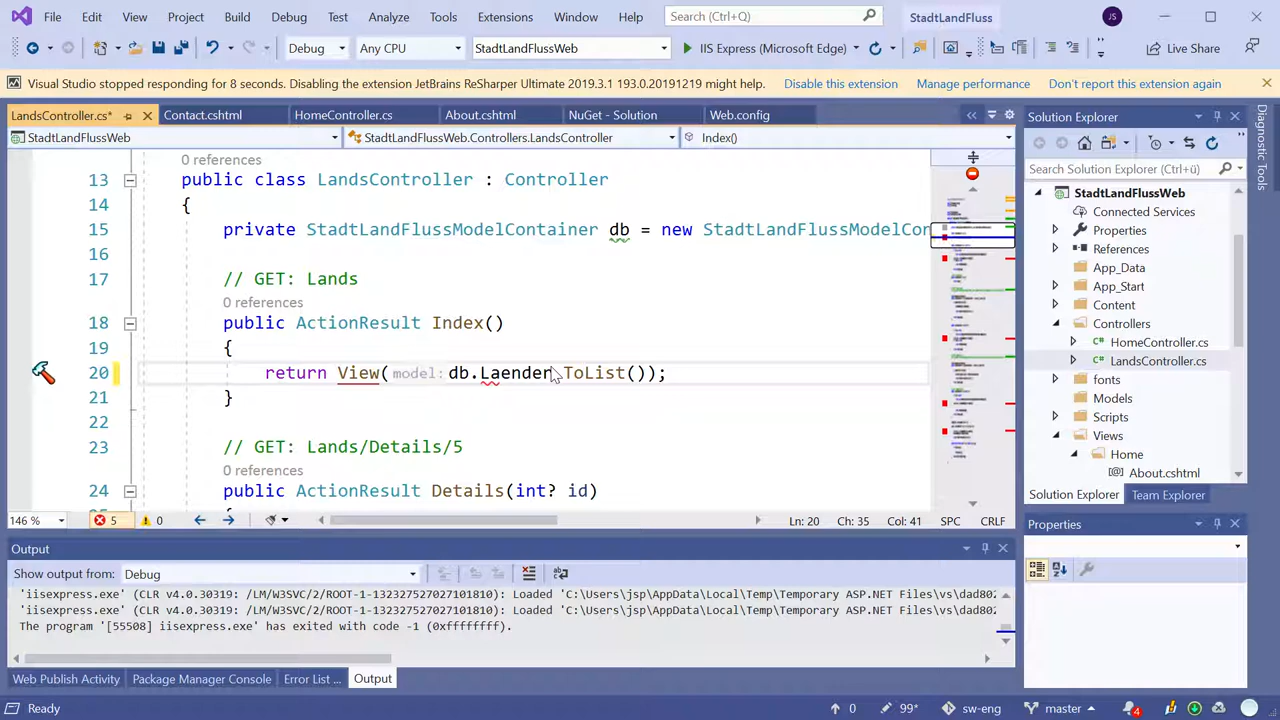 File Edit View Project Build Debug Test Analyze Tools Extensions Window Help Search (Ctrl+Q) StadtLandFluss JS
Debug Any CPU StadtLandFlussWeb IIS Express (Microsoft Edge) Live Share
Visual Studio stopped responding for 8 seconds. Disabling the extension JetBrains ReSharper Ultimate 2019.3.1 193.0.20191219 might help. Disable this extension Manage performance Don't report this extension again
LandsController.cs* Contact.cshtml HomeController.cs About.cshtml NuGet - Solution Web.config
StadtLandFlussWeb StadtLandFlussWeb.Controllers.LandsController Index()
0 references
13 public class LandsController : Controller
14 {
15 private StadtLandFlussModelContainer db = new StadtLandFlussModelCon
16
17 // GET: Lands
0 references
18 public ActionResult Index()
19 {
20 return View(model: db.Laender.ToList());
21 }
22
23 // GET: Lands/Details/5
0 references
24 public ActionResult Details(int? id)
146 % 5 0 Ln: 20 Ch: 35 Col: 41 SPC CRLF
Output
Show output from: Debug
'iisexpress.exe' (CLR v4.0.30319: /LM/W3SVC/2/ROOT-1-132327527027101810): Loaded 'C:\Users\jsp\AppData\Local\Temp\Temporary ASP.NET Files\vs\dad802
'iisexpress.exe' (CLR v4.0.30319: /LM/W3SVC/2/ROOT-1-132327527027101810): Loaded 'C:\Users\jsp\AppData\Local\Temp\Temporary ASP.NET Files\vs\dad802
The program '[55508] iisexpress.exe' has exited with code -1 (0xffffffff).
Web Publish Activity Package Manager Console Error List ... Output
Solution Explorer
Search Solution Explorer (Ctrl+ü)
StadtLandFlussWeb
Connected Services
Properties
References
App_Data
App_Start
Content
Controllers
HomeController.cs
LandsController.cs
fonts
Models
Scripts
Views
Home
About.cshtml
Solution Explorer Team Explorer
Properties
Diagnostic Tools
Ready 0 99* sw-eng master 4